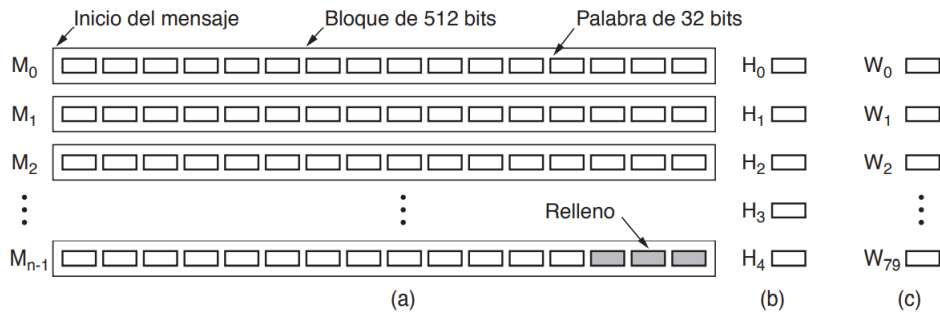 Inicio del mensaje Bloque de 512 bits Palabra de 32 bits
M0 H0 W0
M1 H1 W1
M2 H2 W2
Relleno H3
Mn-1 H4 W79
(a) (b) (c)